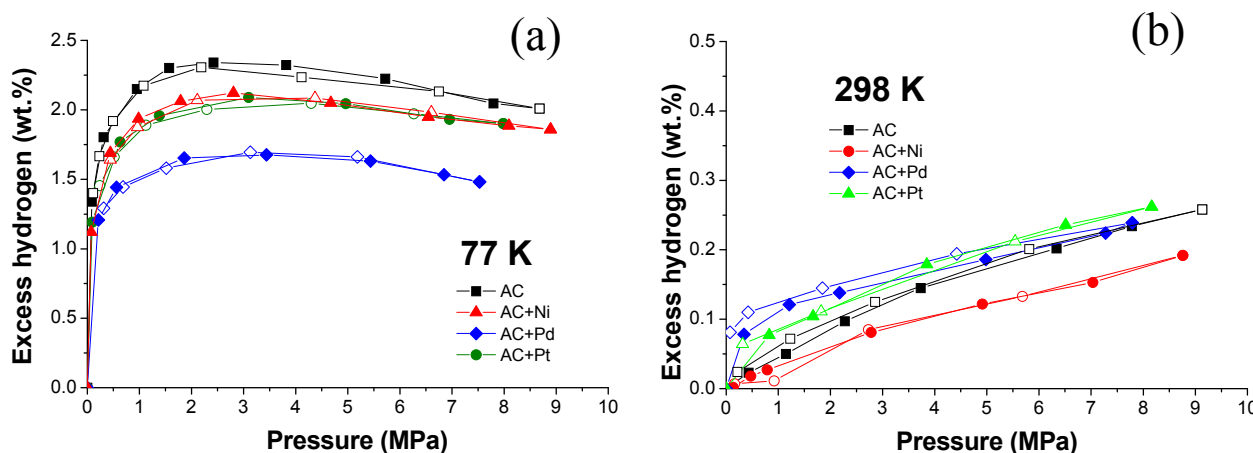 (a)
Excess hydrogen (wt.%)
2.5
2.0
1.5
1.0
0.5
0.0
77 K
AC
AC+Ni
AC+Pd
AC+Pt
0 1 2 3 4 5 6 7 8 9 10
Pressure (MPa)
(b)
Excess hydrogen (wt.%)
0.5
0.4
0.3
0.2
0.1
0.0
298 K
AC
AC+Ni
AC+Pd
AC+Pt
0 1 2 3 4 5 6 7 8 9 10
Pressure (MPa)